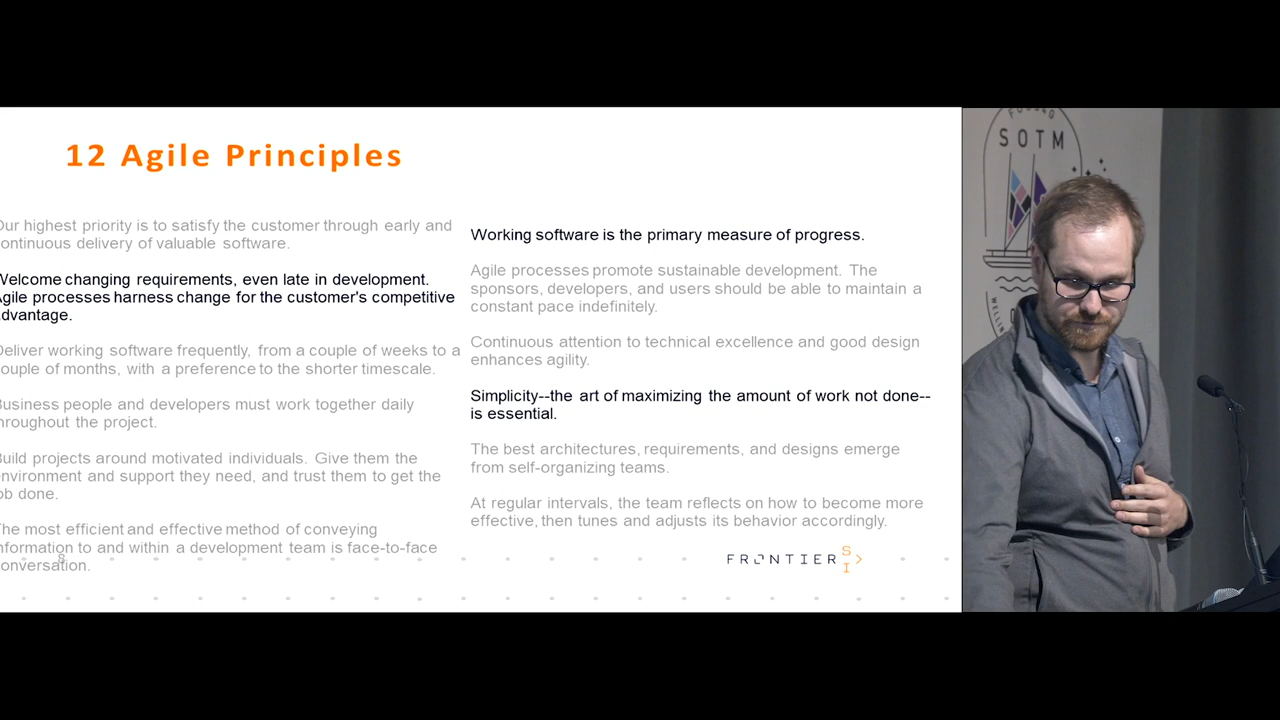 12 Agile Principles
Our highest priority is to satisfy the customer through early and
continuous delivery of valuable software.
Welcome changing requirements, even late in development.
Agile processes harness change for the customer's competitive
advantage.
Deliver working software frequently, from a couple of weeks to a
couple of months, with a preference to the shorter timescale.
Business people and developers must work together daily
throughout the project.
Build projects around motivated individuals. Give them the
environment and support they need, and trust them to get the
job done.
The most efficient and effective method of conveying
information to and within a development team is face-to-face
conversation.
8
Working software is the primary measure of progress.
Agile processes promote sustainable development. The
sponsors, developers, and users should be able to maintain a
constant pace indefinitely.
Continuous attention to technical excellence and good design
enhances agility.
Simplicity--the art of maximizing the amount of work not done--
is essential.
The best architectures, requirements, and designs emerge
from self-organizing teams.
At regular intervals, the team reflects on how to become more
effective, then tunes and adjusts its behavior accordingly.
FRONTIER SI
SOTM